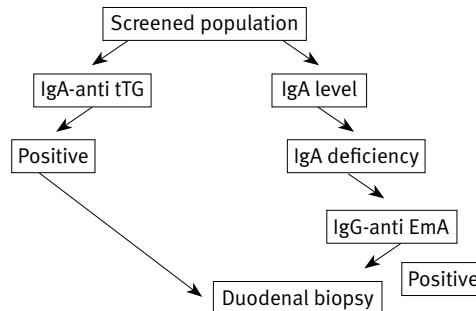 Screened population
IgA-anti tTG
IgA level
Positive
IgA deficiency
IgG-anti EmA
Positive
Duodenal biopsy